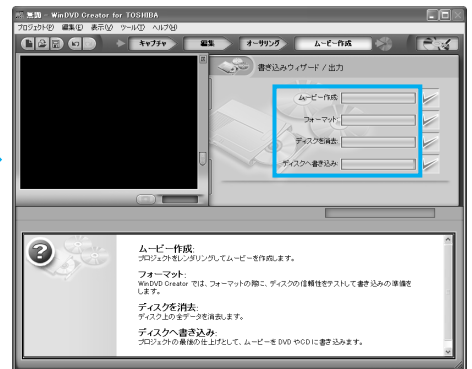 無題 - WinDVD Creator for TOSHIBA
プロジェクト(P) 編集(E) 表示(V) ツール(T) ヘルプ(H)
キャプチャ 編集 オーサリング ムービー作成
書き込みウィザード / 出力
ムービー作成:
フォーマット:
ディスクを消去:
ディスクへ書き込み:
ムービー作成:
プロジェクトをレンダリングしてムービーを作成します。
フォーマット:
WinDVD Creator では、フォーマットの際に、ディスクの信頼性をテストして書き込みの準備を
します。
ディスクを消去:
ディスク上の全データを消去します。
ディスクへ書き込み:
プロジェクトの最後の仕上げとして、ムービーを DVD やCDに書き込みます。